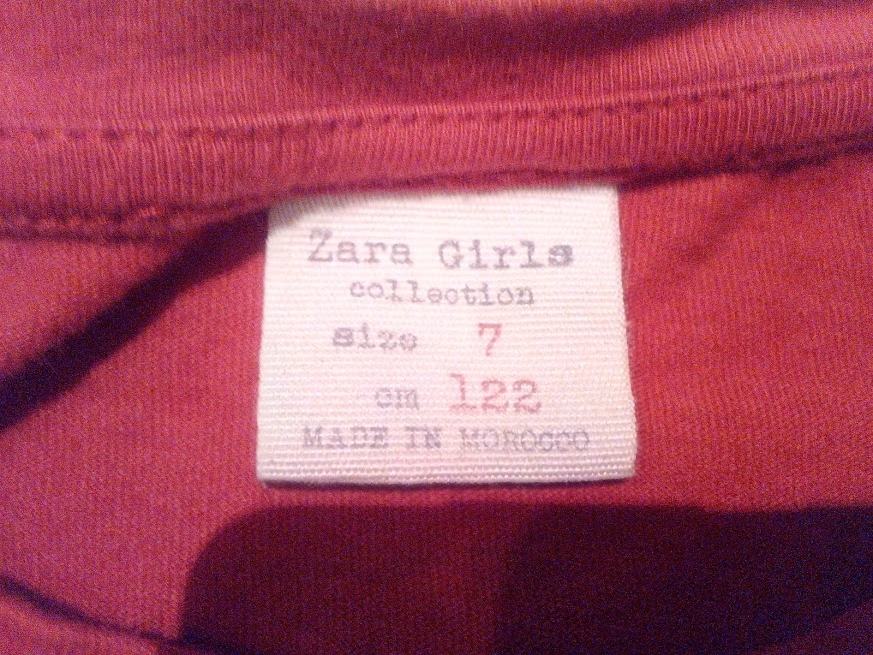 Zara Girls
collection
size 7
cm 122
MADE IN MOROCCO